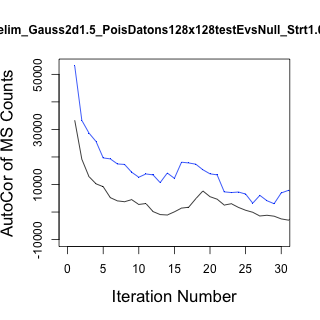 elim_Gauss2d1.5_PoisDatons128x128testEvsNull_Strt1.0
50000
30000
10000
-10000
AutoCor of MS Counts
0 5 10 15 20 25 30
Iteration Number